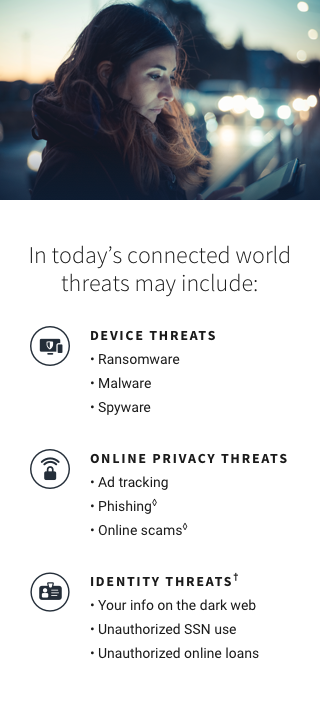 In today’s connected world
threats may include:
DEVICE THREATS
• Ransomware
• Malware
• Spyware
ONLINE PRIVACY THREATS
• Ad tracking
• Phishing◊
• Online scams◊
IDENTITY THREATS†
• Your info on the dark web
• Unauthorized SSN use
• Unauthorized online loans